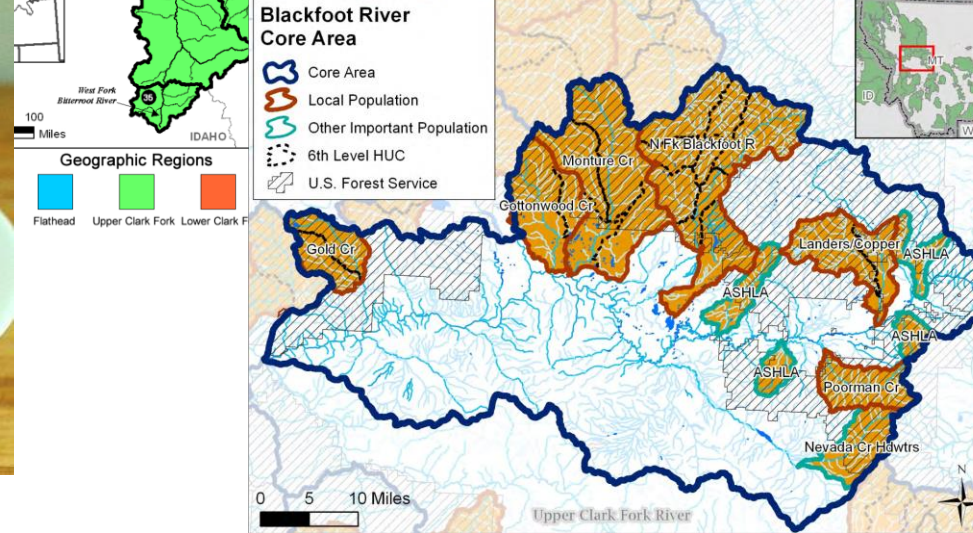 West Fork
Bitterroot River
35
100
Miles
IDAHO
Geographic Regions
Flathead
Upper Clark Fork
Lower Clark F
Blackfoot River
Core Area
Core Area
Local Population
Other Important Population
6th Level HUC
U.S. Forest Service
MT
ID
W
N Fk Blackfoot R
Monture Cr
Cottonwood Cr
Gold Cr
Landers/Copper
ASHLA
ASHLA
ASHLA
ASHLA
Poorman Cr
Nevada Cr Hdwtrs
0 5 10 Miles
Upper Clark Fork River
N